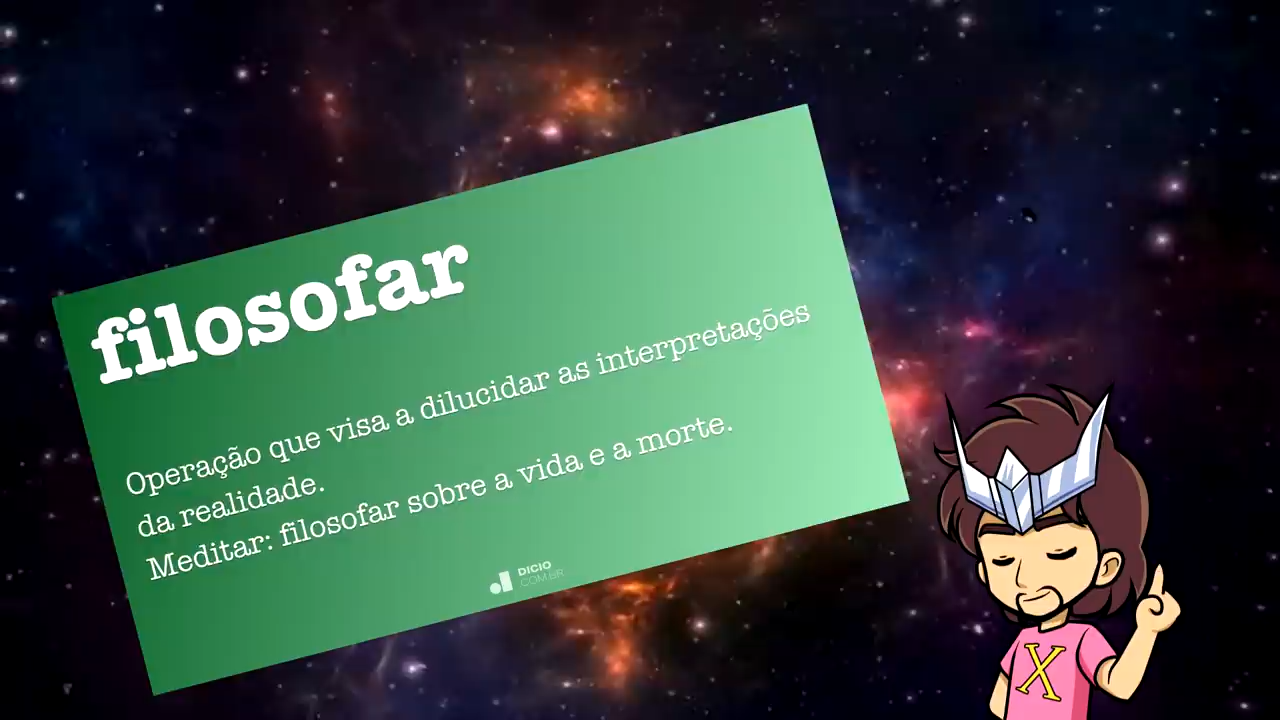 filosofar
Operação que visa a dilucidar as interpretações
da realidade.
Meditar: filosofar sobre a vida e a morte.
DICIO
.COM.BR
X